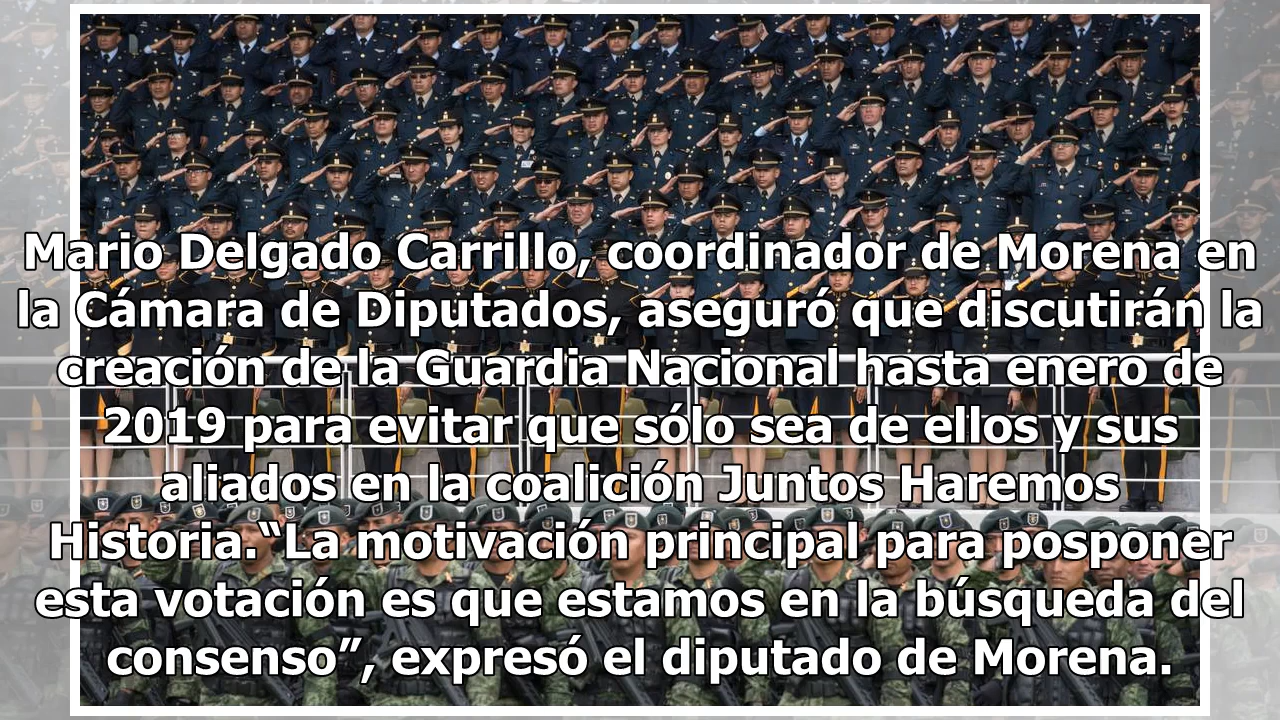 Mario Delgado Carrillo, coordinador de Morena en
la Cámara de Diputados, aseguró que discutirán la
creación de la Guardia Nacional hasta enero de
2019 para evitar que sólo sea de ellos y sus
aliados en la coalición Juntos Haremos
Historia.“La motivación principal para posponer
esta votación es que estamos en la búsqueda del
consenso”, expresó el diputado de Morena.